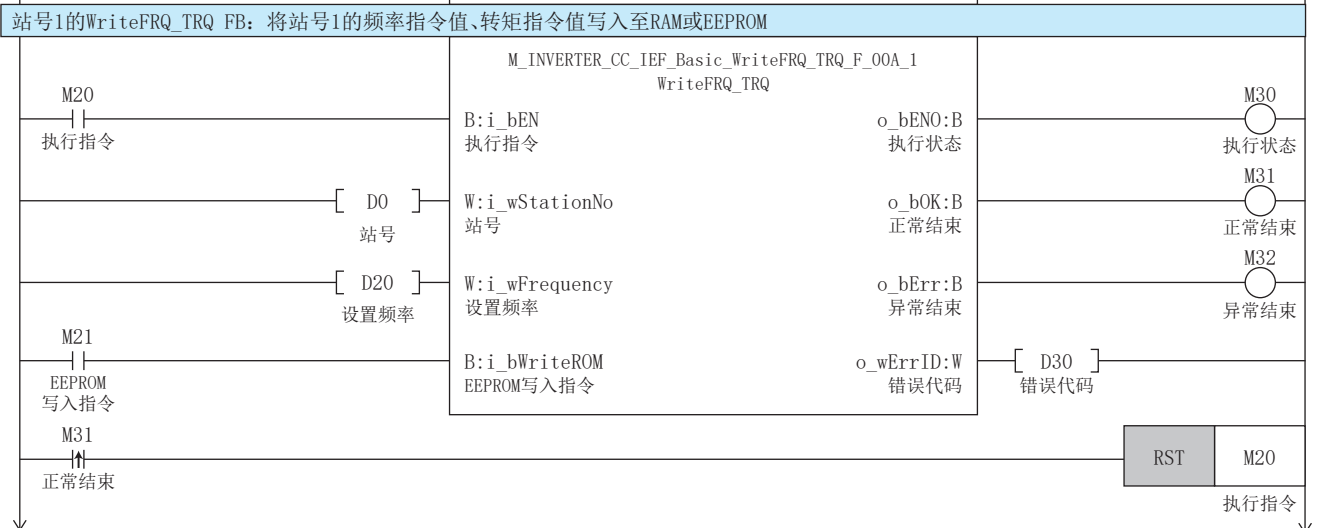 站号1的WriteFRQ_TRQ FB：将站号1的频率指令值、转矩指令值写入至RAM或EEPROM
M_INVERTER_CC_IEF_Basic_WriteFRQ_TRQ_F_00A_1
WriteFRQ_TRQ
M20
执行指令
B:i_bEN
执行指令
o_bENO:B
执行状态
M30
执行状态
D0
站号
W:i_wStationNo
站号
o_bOK:B
正常结束
M31
正常结束
D20
设置频率
W:i_wFrequency
设置频率
o_bErr:B
异常结束
M32
异常结束
M21
EEPROM
写入指令
B:i_bWriteROM
EEPROM写入指令
o_wErrID:W
错误代码
D30
错误代码
M31
正常结束
RST
M20
执行指令